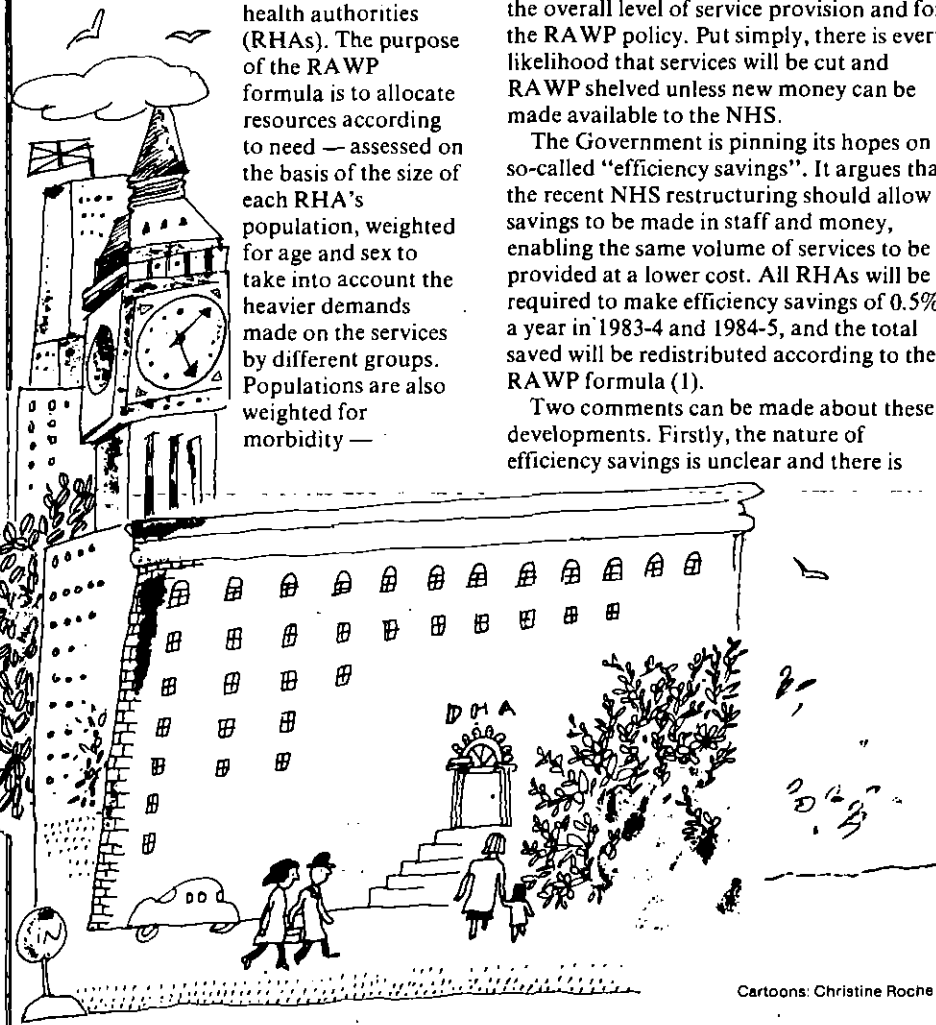 health authorities
(RHAs). The purpose
of the RAWP
formula is to allocate
resources according
to need — assessed on
the basis of the size of
each RHA's
population, weighted
for age and sex to
take into account the
heavier demands
made on the services
by different groups.
Populations are also
weighted for
morbidity —
the overall level of service provision and fo
the RAWP policy. Put simply, there is ever
likelihood that services will be cut and
RAWP shelved unless new money can be
made available to the NHS.
The Government is pinning its hopes on
so-called “efficiency savings”. It argues tha
the recent NHS restructuring should allow
savings to be made in staff and money,
enabling the same volume of services to be
provided at a lower cost. All RHAs will be
required to make efficiency savings of 0.5%
a year in 1983-4 and 1984-5, and the total
saved will be redistributed according to the
RAWP formula (1).
Two comments can be made about these
developments. Firstly, the nature of
efficiency savings is unclear and there is
DHA
Cartoons: Christine Roche